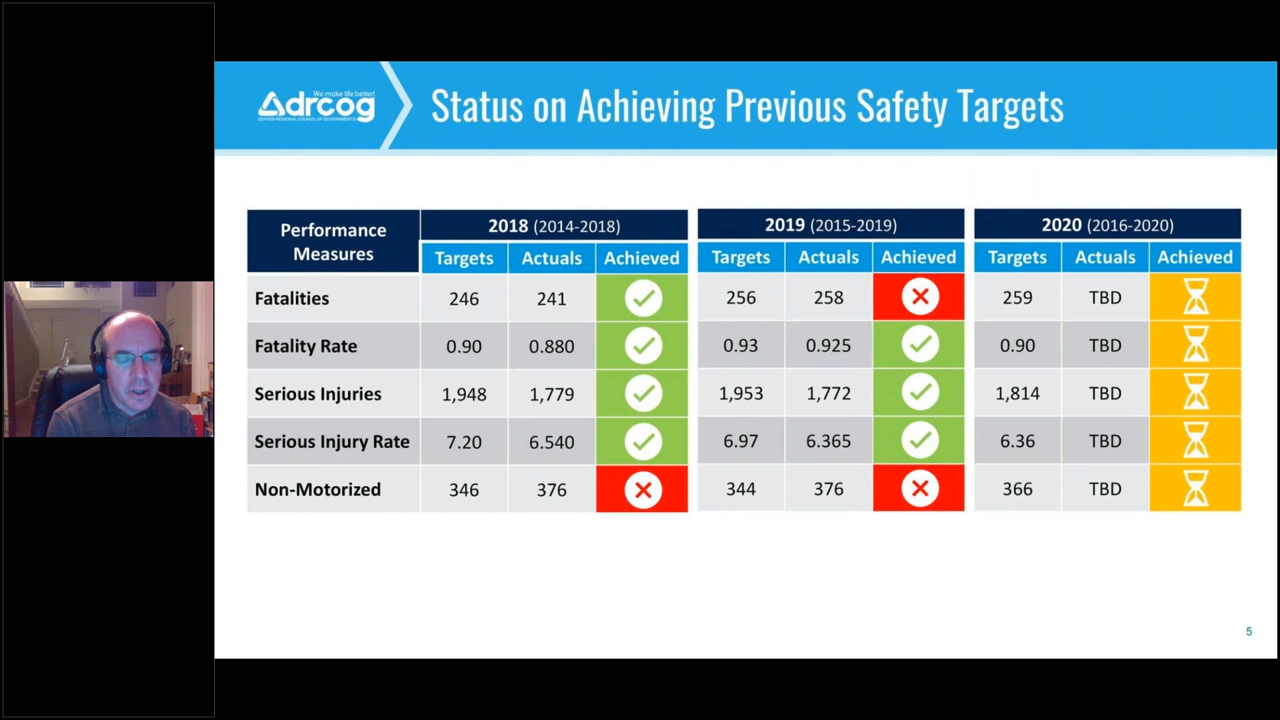 We make life better!
drcog
DENVER REGIONAL COUNCIL OF GOVERNMENTS
Status on Achieving Previous Safety Targets
Performance Measures 2018 (2014-2018) 2019 (2015-2019) 2020 (2016-2020)
Targets Actuals Achieved Targets Actuals Achieved Targets Actuals Achieved
Fatalities 246 241 256 258 259 TBD
Fatality Rate 0.90 0.880 0.93 0.925 0.90 TBD
Serious Injuries 1,948 1,779 1,953 1,772 1,814 TBD
Serious Injury Rate 7.20 6.540 6.97 6.365 6.36 TBD
Non-Motorized 346 376 344 376 366 TBD
5